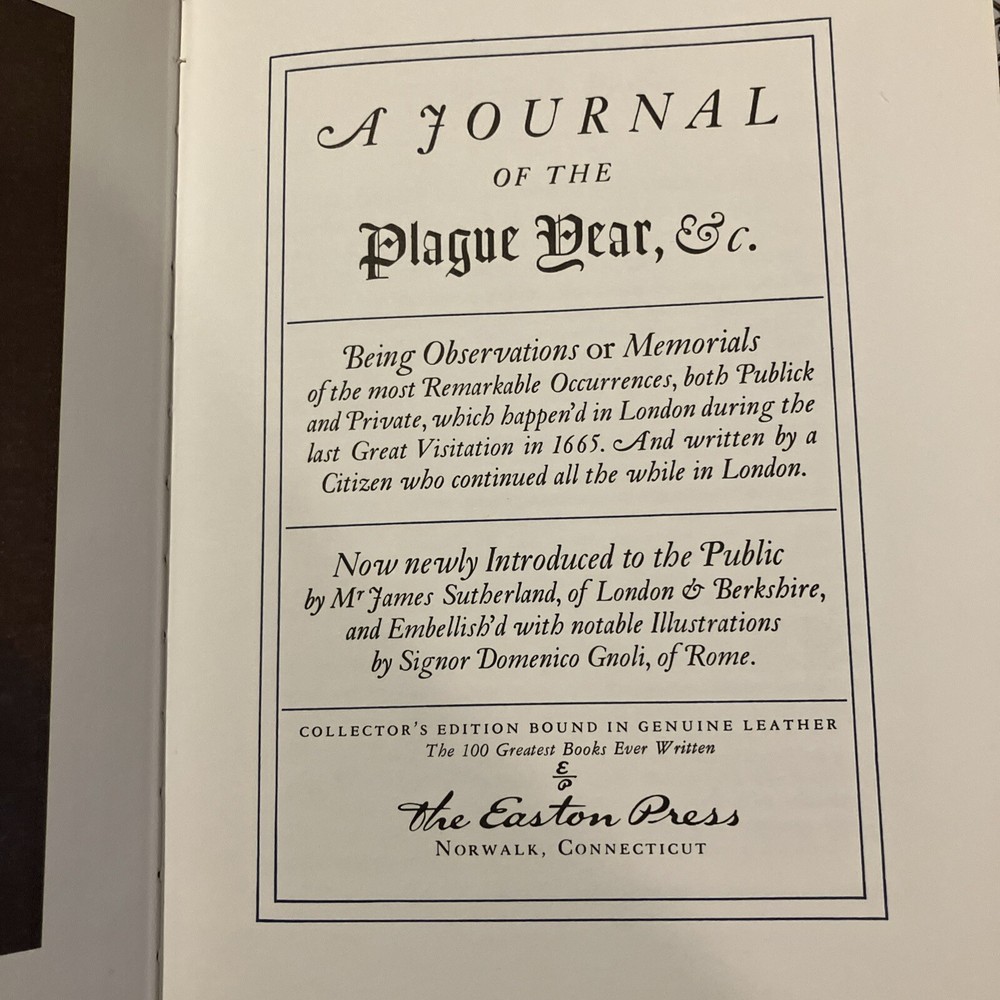 A JOURNAL
OF THE
Plague Year, &c.
Being Observations or Memorials
of the most Remarkable Occurrences, both Publick
and Private, which happen'd in London during the
last Great Visitation in 1665. And written by a
Citizen who continued all the while in London.
Now newly Introduced to the Public
by Mr James Sutherland, of London & Berkshire,
and Embellish'd with notable Illustrations
by Signor Domenico Gnoli, of Rome.
COLLECTOR'S EDITION BOUND IN GENUINE LEATHER
The 100 Greatest Books Ever Written
E
P
The Easton Press
NORWALK, CONNECTICUT